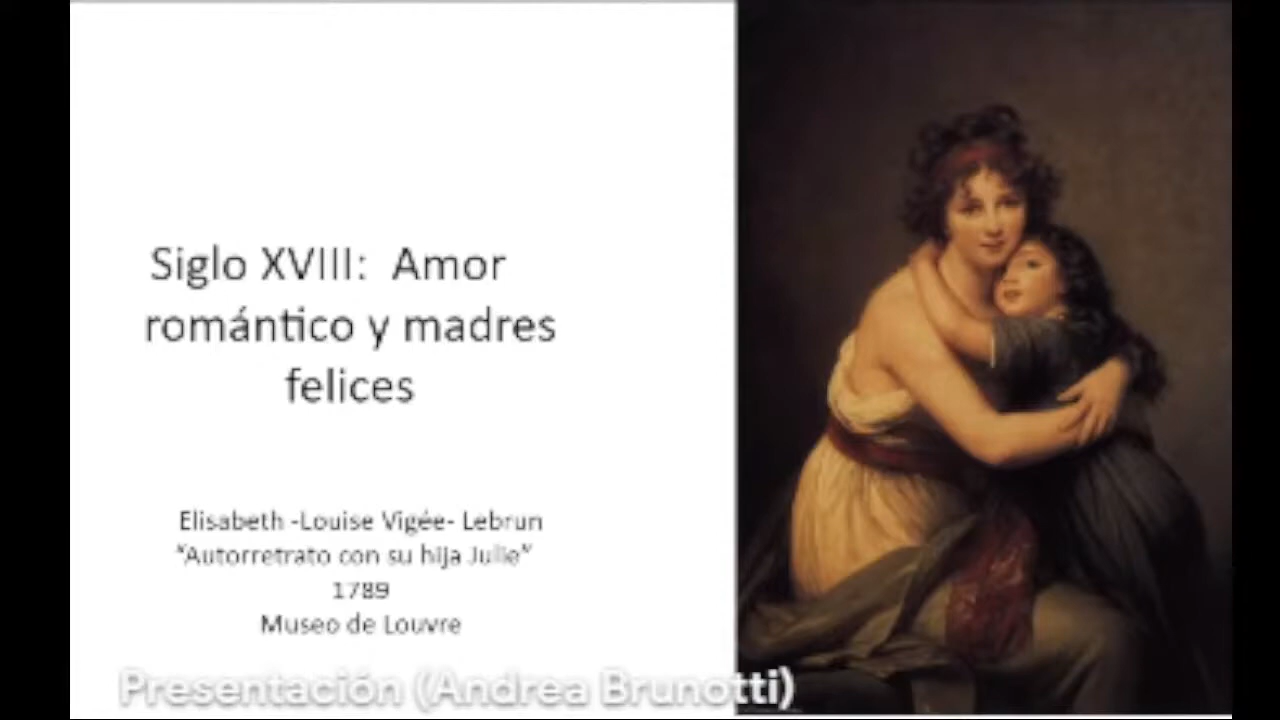 Siglo XVIII:  Amor
romántico y madres
felices
Elisabeth -Louise Vigée- Lebrun
"Autorretrato con su hija Julie"
1789
Museo de Louvre
Presentación (Andrea Brunotti)